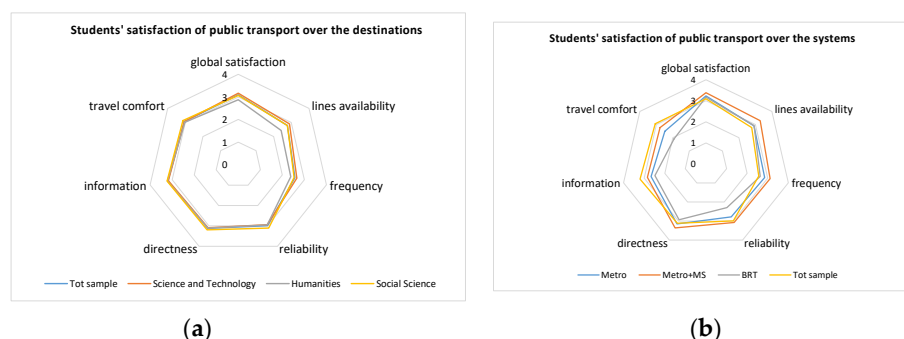 Students' satisfaction of public transport over the destinations
global satisfaction
lines availability
frequency
reliability
directness
information
travel comfort
4
3
2
1
0
Tot sample Science and Technology Humanities Social Science
(a)
Students' satisfaction of public transport over the systems
global satisfaction
lines availability
frequency
reliability
directness
information
travel comfort
4
3
2
1
0
Metro Metro+MS BRT Tot sample
(b)